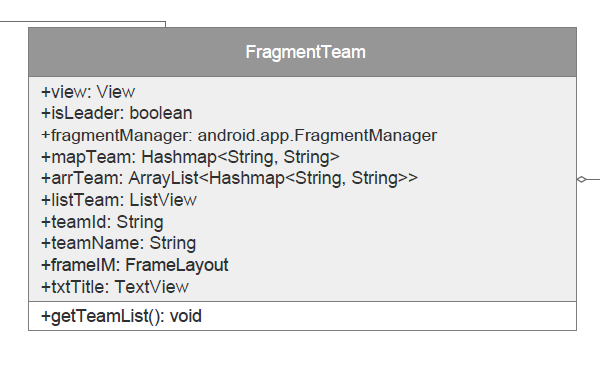 FragmentTeam
+view: View
+isLeader: boolean
+fragmentManager: android.app.FragmentManager
+mapTeam: Hashmap<String, String>
+arrTeam: ArrayList<Hashmap<String, String>>
+listTeam: ListView
+teamId: String
+teamName: String
+frameIM: FrameLayout
+txtTitle: TextView
+getTeamList(): void